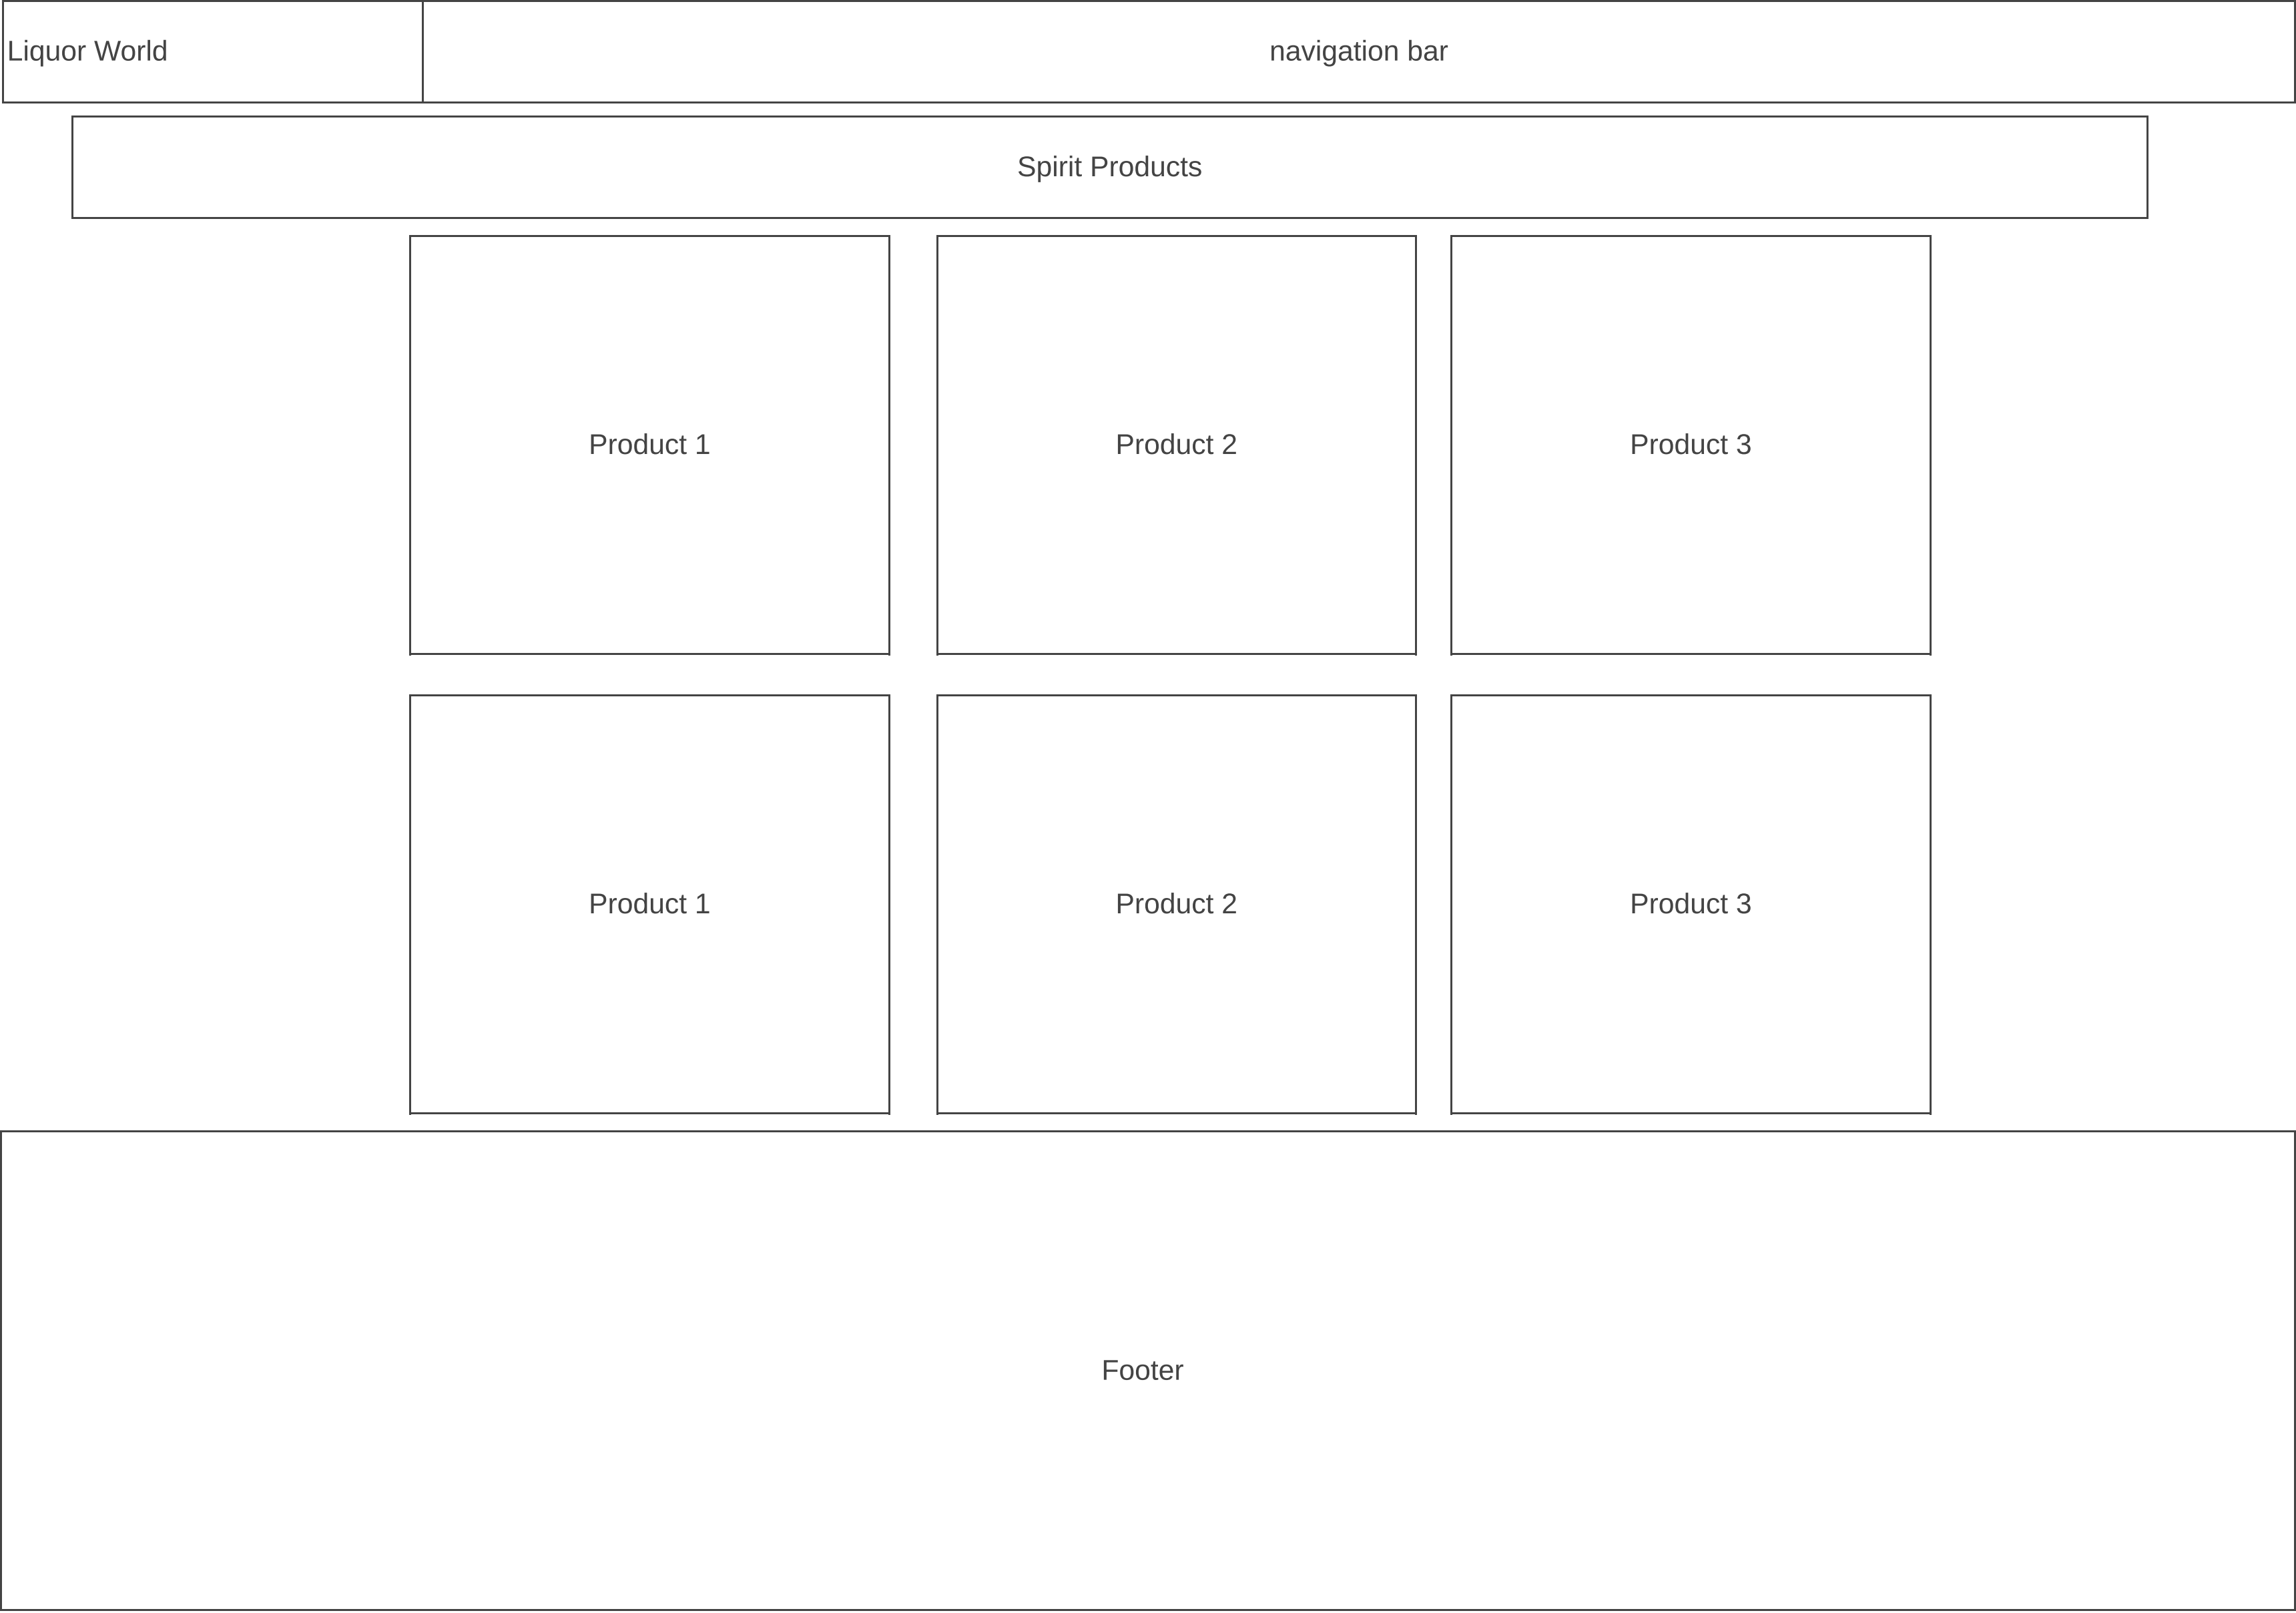 Liquor World
navigation bar
Spirit Products
Product 1
Product 2
Product 3
Product 1
Product 2
Product 3
Footer